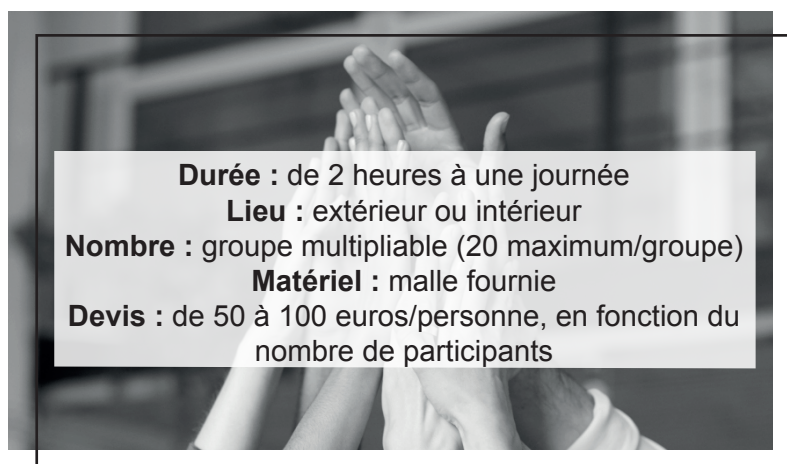 Durée : de 2 heures à une journée
Lieu : extérieur ou intérieur
Nombre : groupe multipliable (20 maximum/groupe)
Matériel : malle fournie
Devis : de 50 à 100 euros/personne, en fonction du
nombre de participants